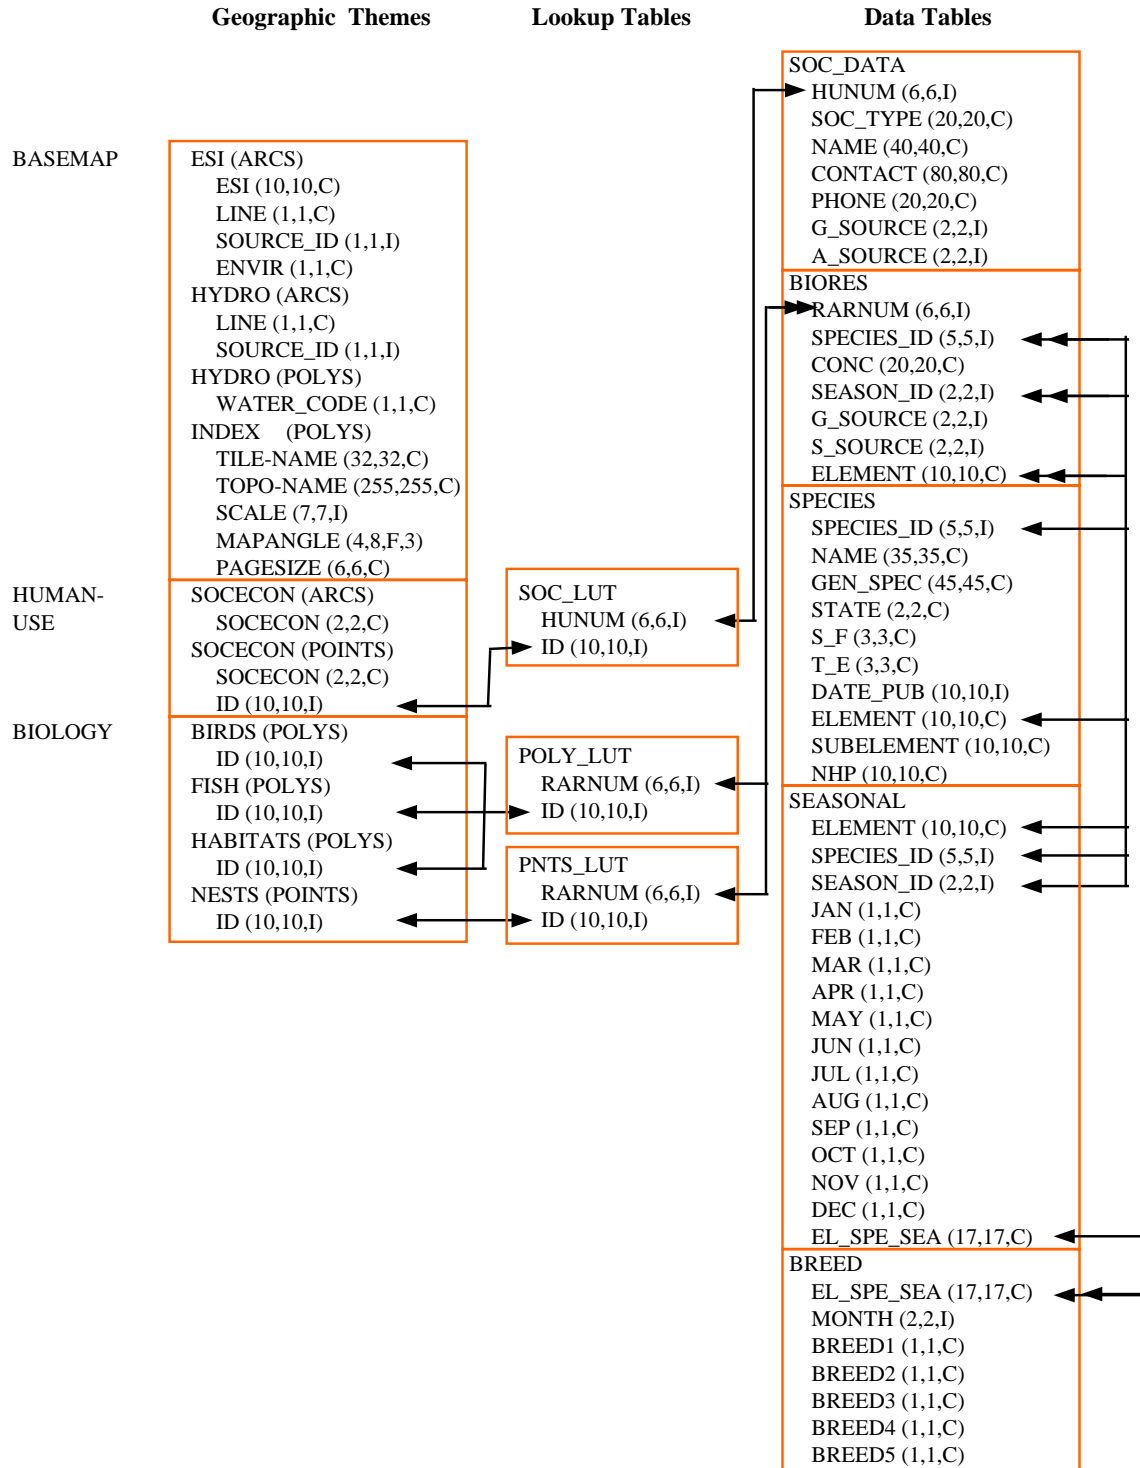 Geographic Themes
Lookup Tables
Data Tables
BASEMAP
ESI (ARCS)
ESI (10,10,C)
LINE (1,1,C)
SOURCE_ID (1,1,I)
ENVIR (1,1,C)
HYDRO (ARCS)
LINE (1,1,C)
SOURCE_ID (1,1,I)
HYDRO (POLYS)
WATER_CODE (1,1,C)
INDEX (POLYS)
TILE-NAME (32,32,C)
TOPO-NAME (255,255,C)
SCALE (7,7,I)
MAPANGLE (4,8,F,3)
PAGESIZE (6,6,C)
HUMAN-
USE
SOCECON (ARCS)
SOCECON (2,2,C)
SOCECON (POINTS)
SOCECON (2,2,C)
ID (10,10,I)
BIOLOGY
BIRDS (POLYS)
ID (10,10,I)
FISH (POLYS)
ID (10,10,I)
HABITATS (POLYS)
ID (10,10,I)
NESTS (POINTS)
ID (10,10,I)
SOC_LUT
HUNUM (6,6,I)
ID (10,10,I)
POLY_LUT
RARNUM (6,6,I)
ID (10,10,I)
PNTS_LUT
RARNUM (6,6,I)
ID (10,10,I)
SOC_DATA
HUNUM (6,6,I)
SOC_TYPE (20,20,C)
NAME (40,40,C)
CONTACT (80,80,C)
PHONE (20,20,C)
G_SOURCE (2,2,I)
A_SOURCE (2,2,I)
BIORES
RARNUM (6,6,I)
SPECIES_ID (5,5,I)
CONC (20,20,C)
SEASON_ID (2,2,I)
G_SOURCE (2,2,I)
S_SOURCE (2,2,I)
ELEMENT (10,10,C)
SPECIES
SPECIES_ID (5,5,I)
NAME (35,35,C)
GEN_SPEC (45,45,C)
STATE (2,2,C)
S_F (3,3,C)
T_E (3,3,C)
DATE_PUB (10,10,I)
ELEMENT (10,10,C)
SUBELEMENT (10,10,C)
NHP (10,10,C)
SEASONAL
ELEMENT (10,10,C)
SPECIES_ID (5,5,I)
SEASON_ID (2,2,I)
JAN (1,1,C)
FEB (1,1,C)
MAR (1,1,C)
APR (1,1,C)
MAY (1,1,C)
JUN (1,1,C)
JUL (1,1,C)
AUG (1,1,C)
SEP (1,1,C)
OCT (1,1,C)
NOV (1,1,C)
DEC (1,1,C)
EL_SPE_SEA (17,17,C)
BREED
EL_SPE_SEA (17,17,C)
MONTH (2,2,I)
BREED1 (1,1,C)
BREED2 (1,1,C)
BREED3 (1,1,C)
BREED4 (1,1,C)
BREED5 (1,1,C)